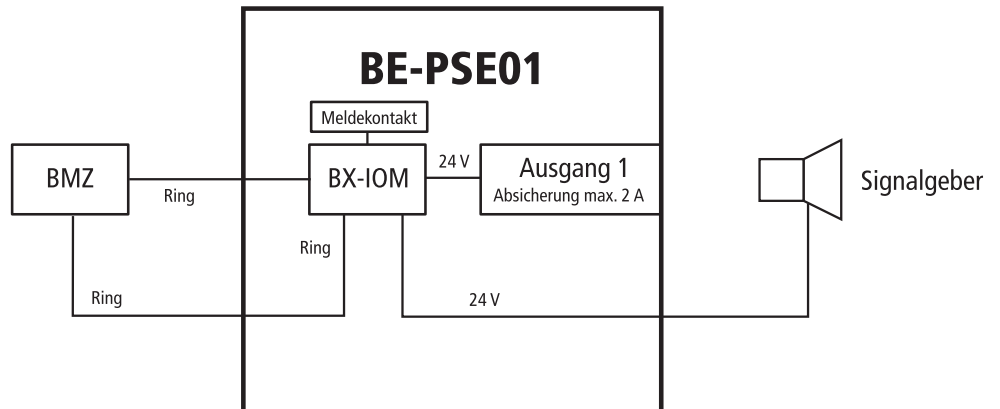 BE-PSE01
Meldekontakt
BMZ
Ring
BX-IOM
24 V
Ausgang 1
Absicherung max. 2 A
Signalgeber
Ring
Ring
24 V